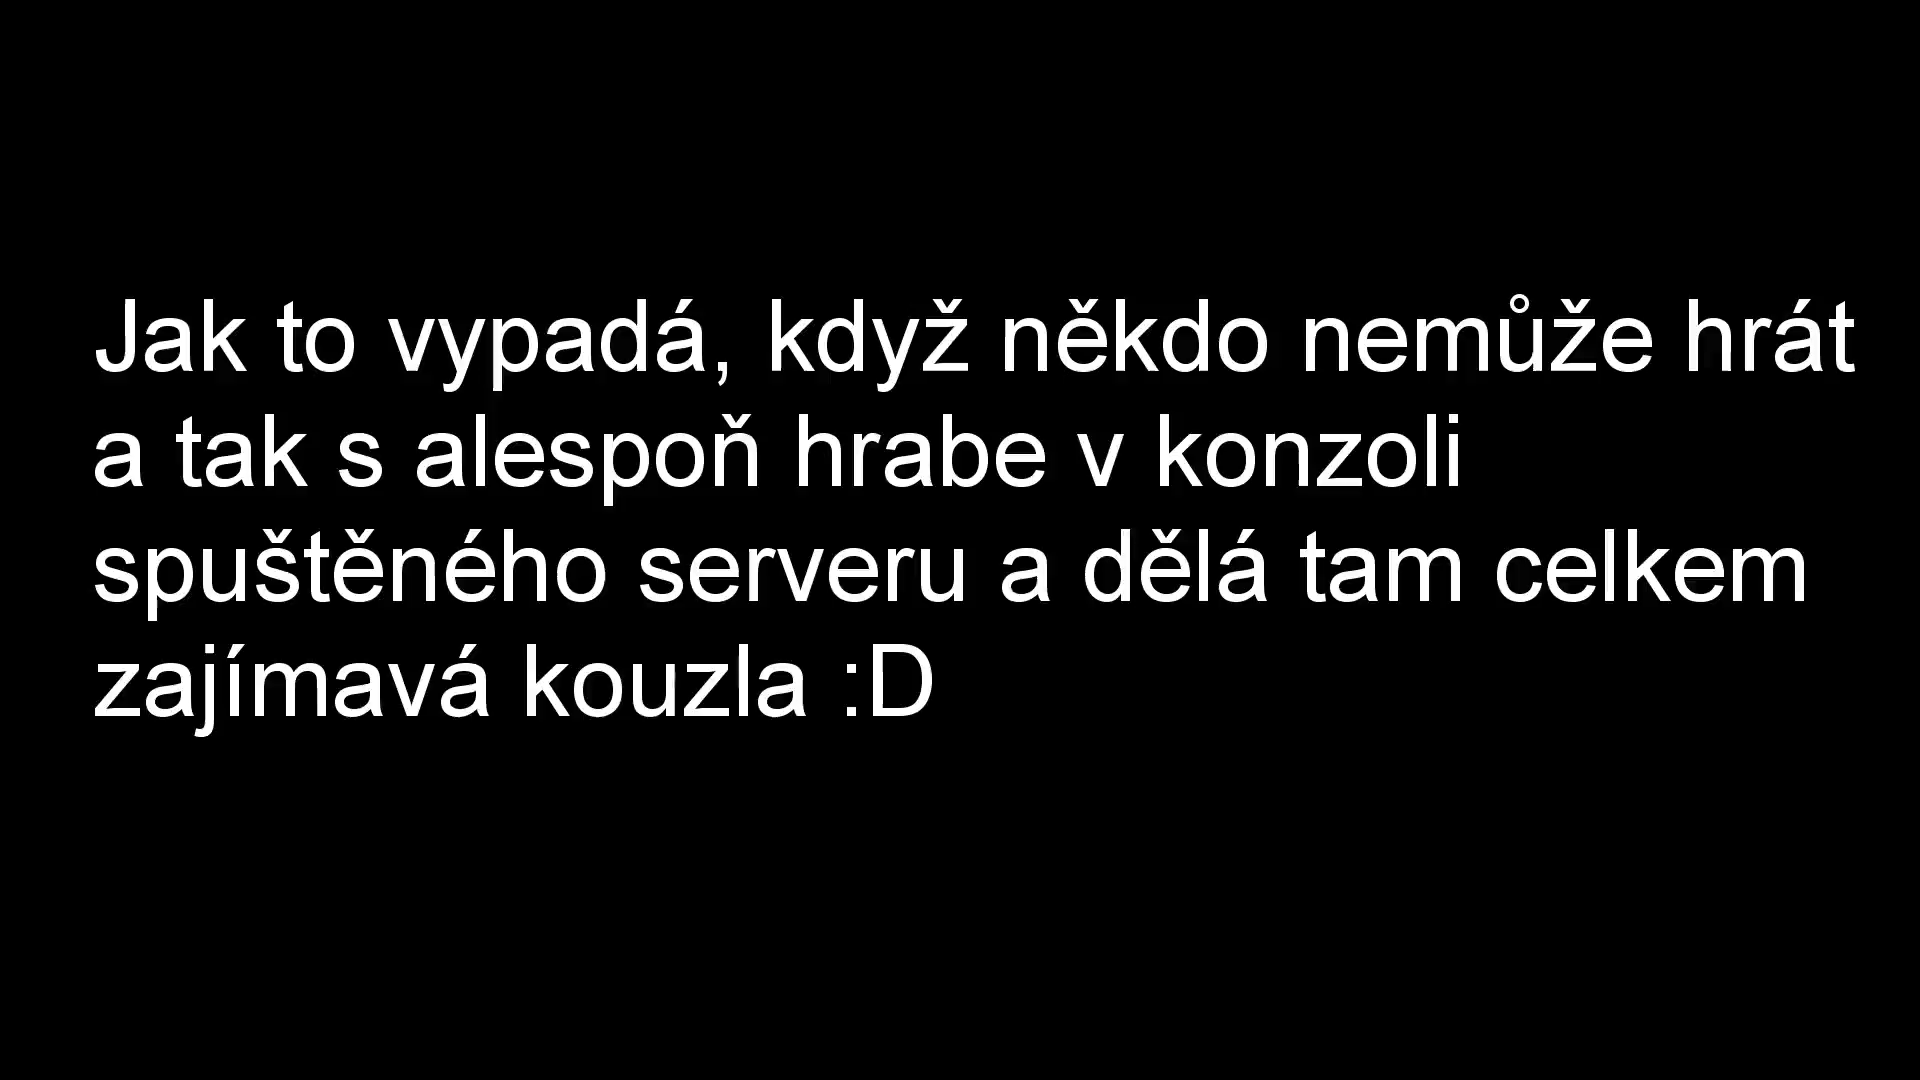 Jak to vypadá, když někdo nemůže hrát
a tak s alespoň hrabe v konzoli
spuštěného serveru a dělá tam celkem
zajímavá kouzla :D